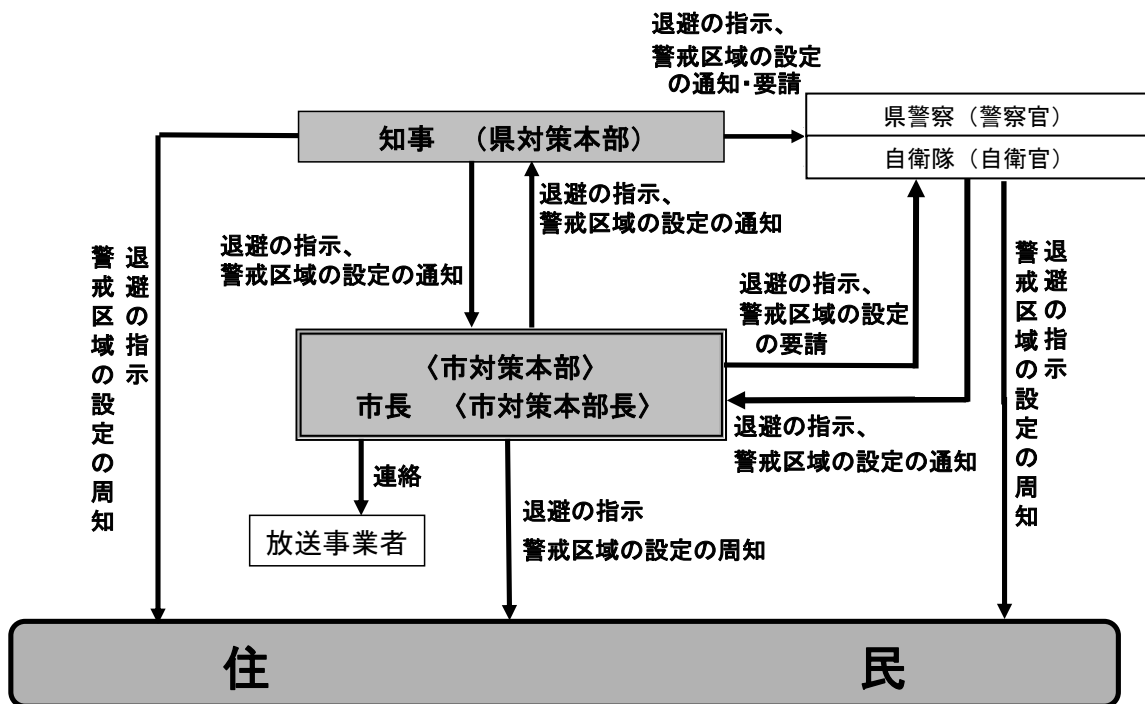 退避の指示、
警戒区域の設定
の通知・要請
県警察（警察官）
知事　（県対策本部）
自衛隊（自衛官）
退避の指示、
警戒区域の設定の通知
退避の指示、
警戒区域の設定の通知
退避の指示
警戒区域の設定の周知
退避の指示、
警戒区域の設定
の要請
退避の指示
警戒区域の設定の周知
〈市対策本部〉
市長　〈市対策本部長〉
退避の指示、
警戒区域の設定の通知
連絡
放送事業者
退避の指示
警戒区域の設定の周知
住　民